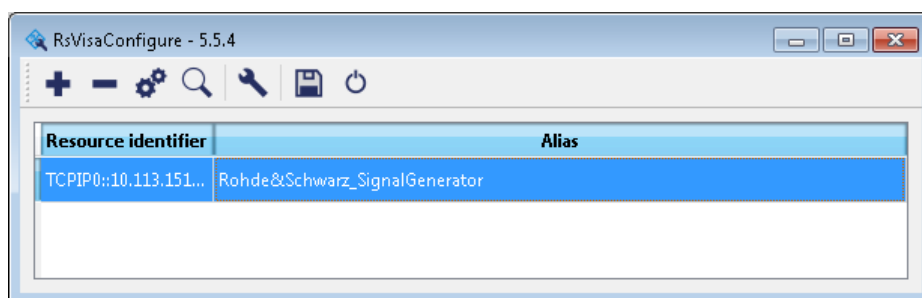 RsVisaConfigure - 5.5.4
Resource identifier Alias
TCPIP0::10.113.151... Rohde&Schwarz_SignalGenerator